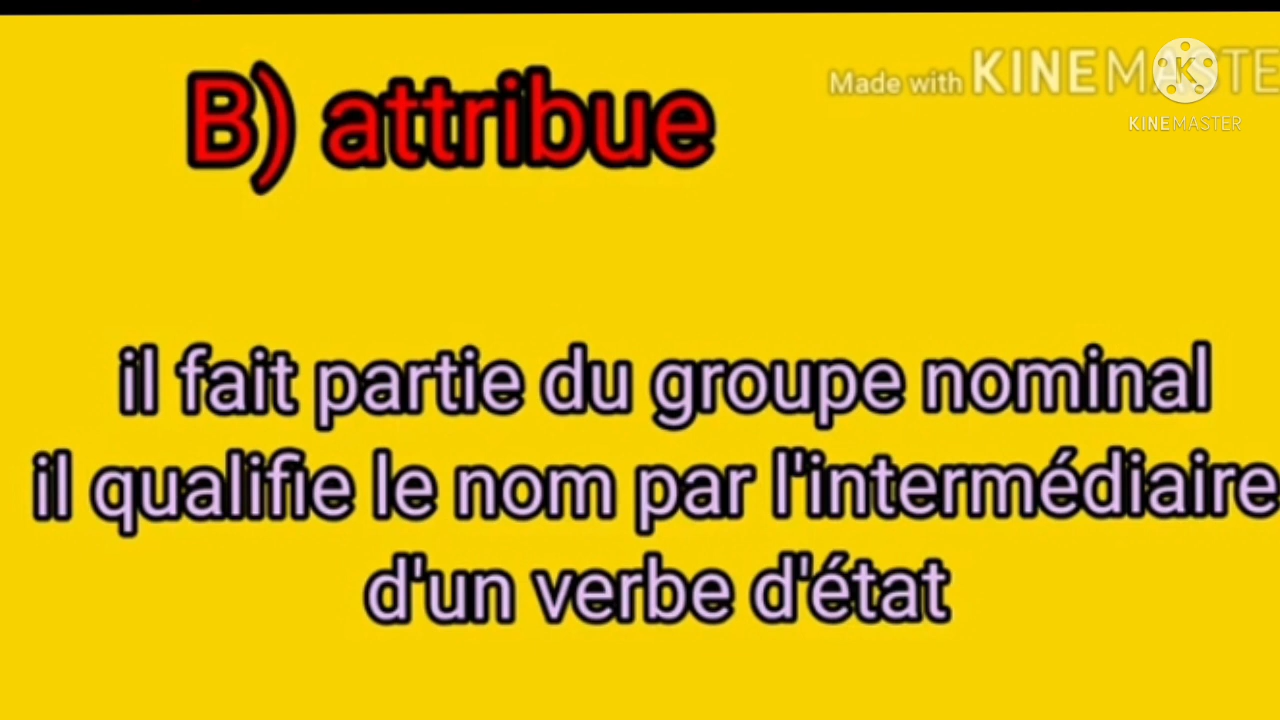 B) attribue
Made with KINEMASTE
K
KINEMASTER
il fait partie du groupe nominal
il qualifie le nom par l'intermédiaire
d'un verbe d'état